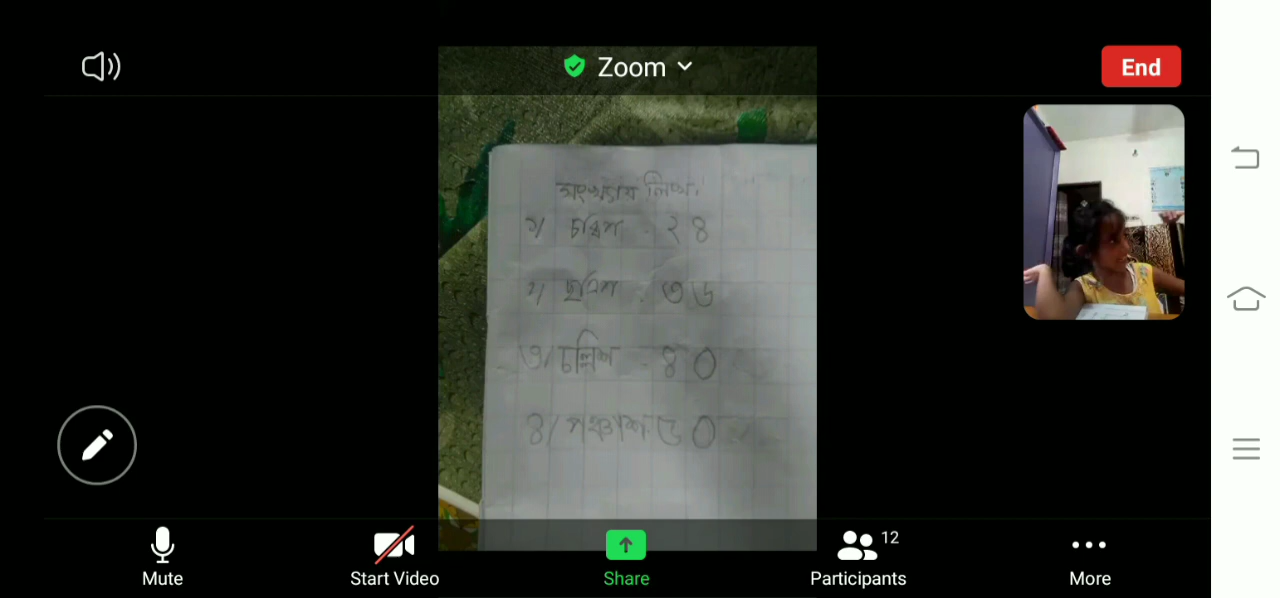 Zoom
End
সংখ্যায় লিখ।
১/ চব্বিশ . ২৪
২/ ছত্রিশ . ৩৬
৩/ চল্লিশ . ৪০
৪/ পঞ্চাশ . ৫০
12
Mute
Start Video
Share
Participants
More